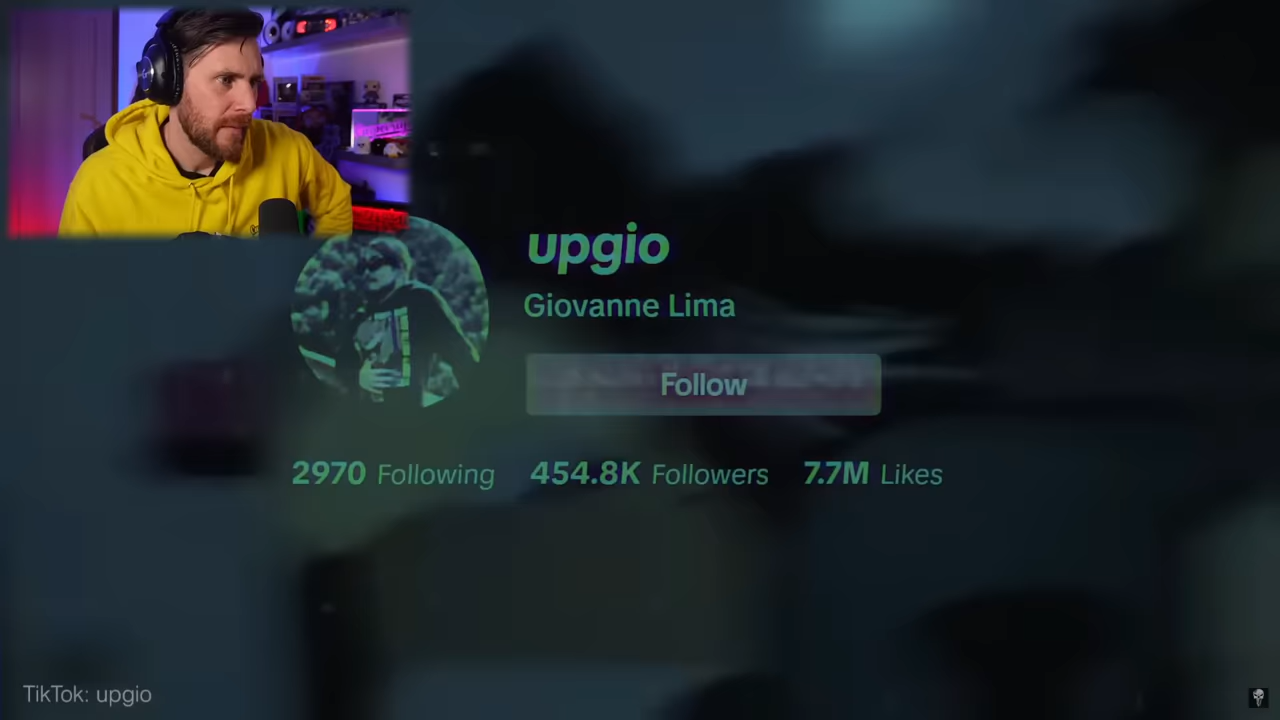 upgio
Giovanne Lima
Follow
2970 Following 454.8K Followers 7.7M Likes
TikTok: upgio